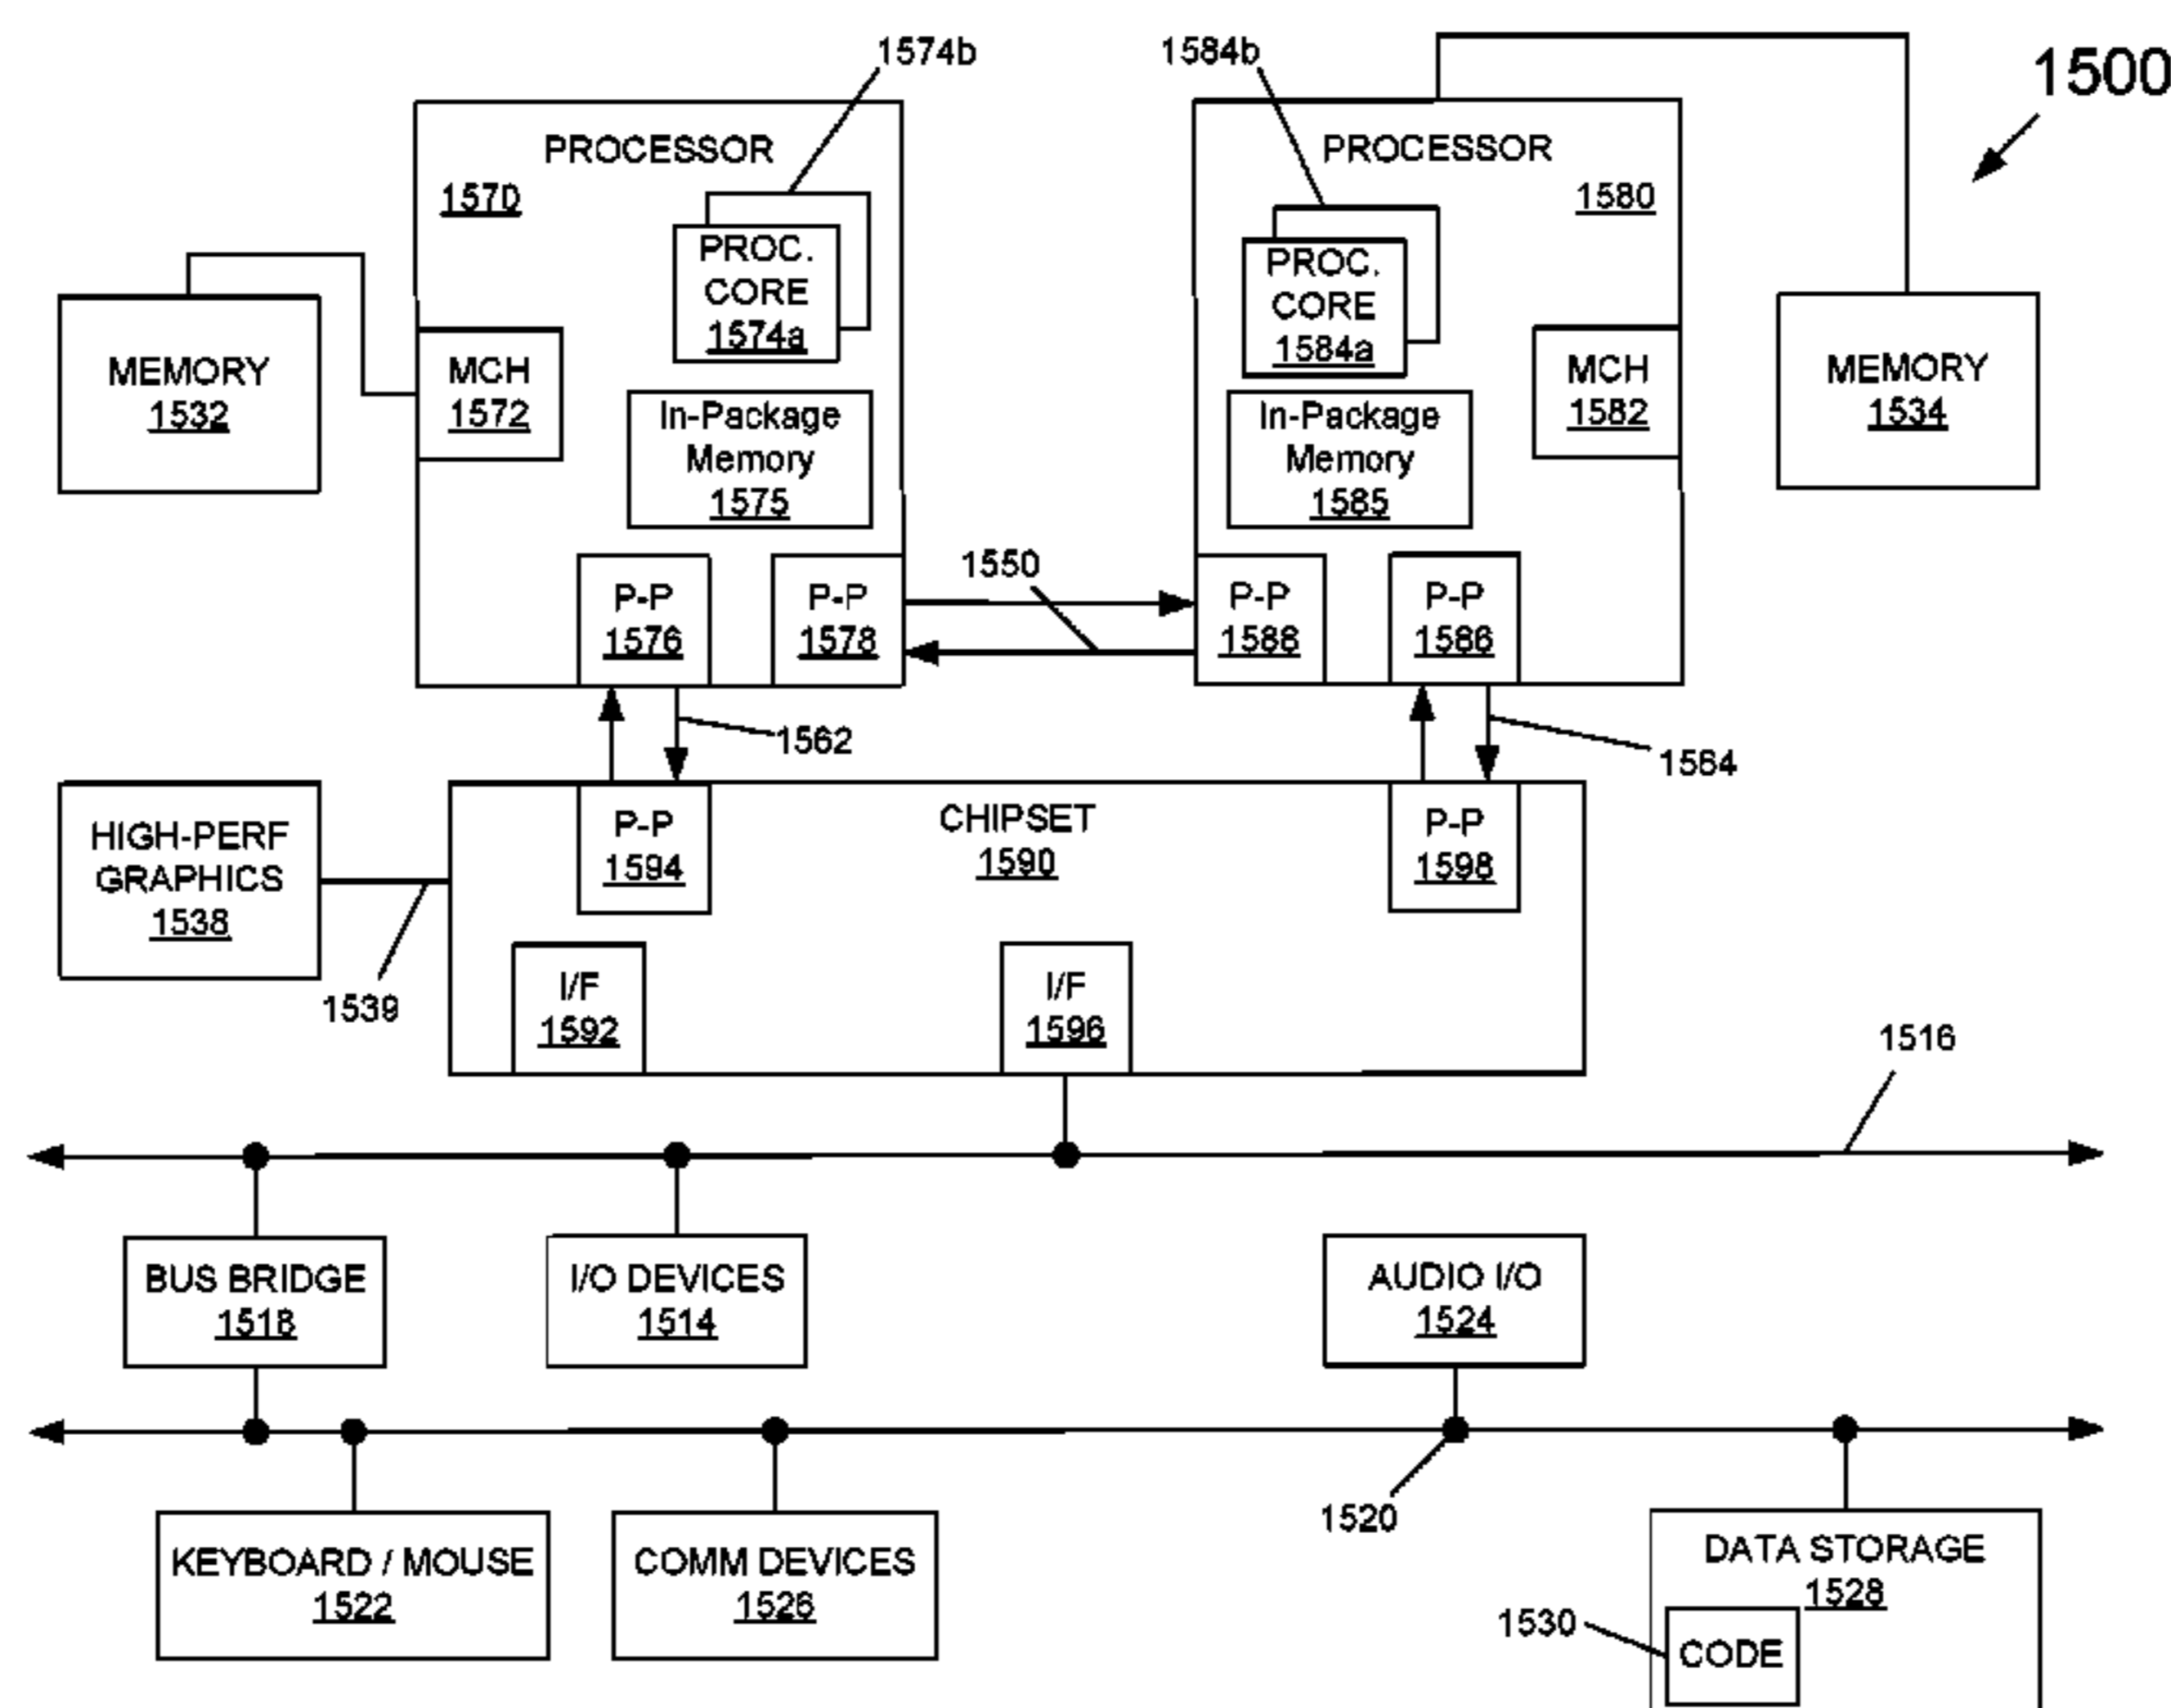 1574b
1584b
1500
PROCESSOR
1570
PROC.
CORE
1574a
MCH
1572
In-Package
Memory
1575
P-P
1576
P-P
1578
MEMORY
1532
PROCESSOR
1580
PROC.
CORE
1584a
MCH
1582
In-Package
Memory
1585
P-P
1588
P-P
1586
MEMORY
1534
1550
1562
1564
HIGH-PERF
GRAPHICS
1538
1539
CHIPSET
1590
P-P
1594
P-P
1598
I/F
1592
I/F
1596
1516
BUS BRIDGE
1518
I/O DEVICES
1514
AUDIO I/O
1524
1520
KEYBOARD / MOUSE
1522
COMM DEVICES
1526
DATA STORAGE
1528
1530
CODE